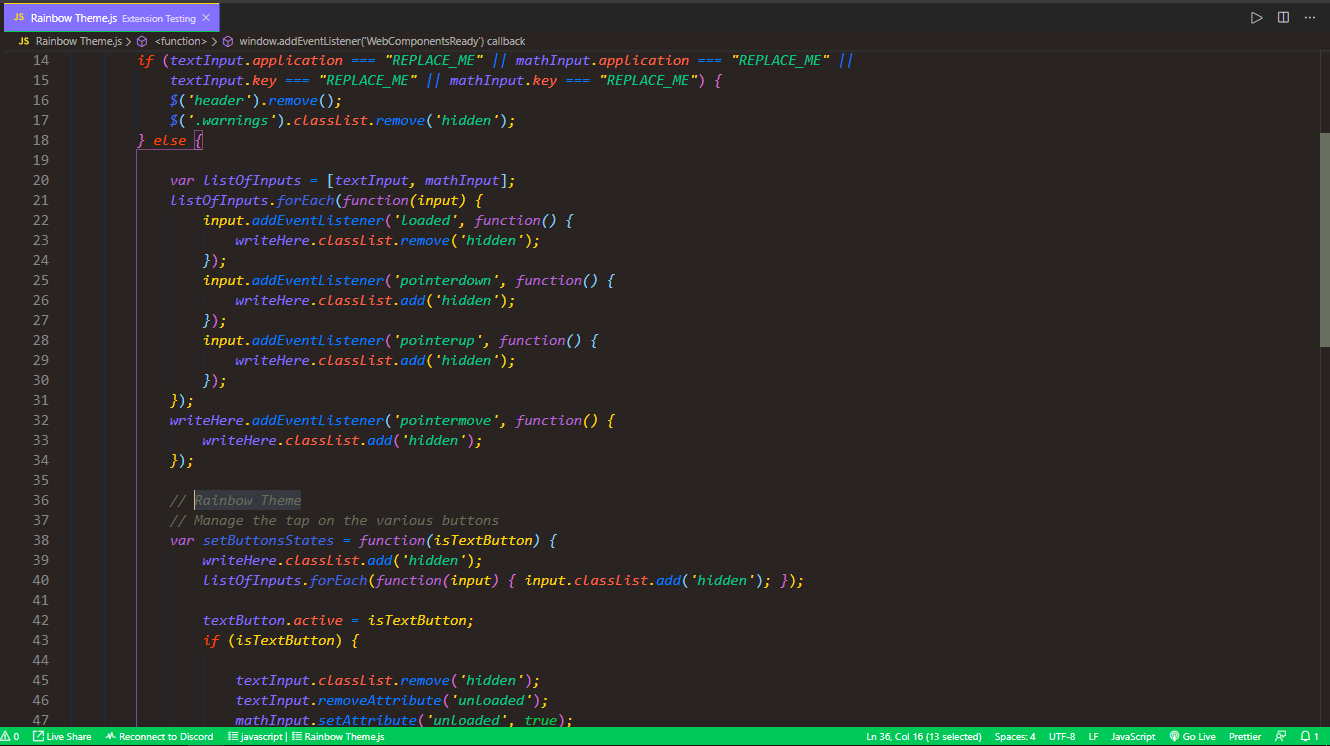 JS Rainbow Theme.js Extension Testing
JS Rainbow Theme.js > <function> > window.addEventListener('WebComponentsReady') callback
14 if (textInput.application === "REPLACE_ME" || mathInput.application === "REPLACE_ME" ||
15 textInput.key === "REPLACE_ME" || mathInput.key === "REPLACE_ME") {
16 $('header').remove();
17 $('.warnings').classList.remove('hidden');
18 } else {
19
20 var listOfInputs = [textInput, mathInput];
21 listOfInputs.forEach(function(input) {
22 input.addEventListener('loaded', function() {
23 writeHere.classList.remove('hidden');
24 });
25 input.addEventListener('pointerdown', function() {
26 writeHere.classList.add('hidden');
27 });
28 input.addEventListener('pointerup', function() {
29 writeHere.classList.add('hidden');
30 });
31 });
32 writeHere.addEventListener('pointermove', function() {
33 writeHere.classList.add('hidden');
34 });
35
36 // Rainbow Theme
37 // Manage the tap on the various buttons
38 var setButtonsStates = function(isTextButton) {
39 writeHere.classList.add('hidden');
40 listOfInputs.forEach(function(input) { input.classList.add('hidden'); });
41
42 textButton.active = isTextButton;
43 if (isTextButton) {
44
45 textInput.classList.remove('hidden');
46 textInput.removeAttribute('unloaded');
47 mathInput.setAttribute('unloaded', true);
0 Live Share Reconnect to Discord javascript | Rainbow Theme.js Ln 36, Col 16 (13 selected) Spaces: 4 UTF-8 LF JavaScript Go Live Prettier 1